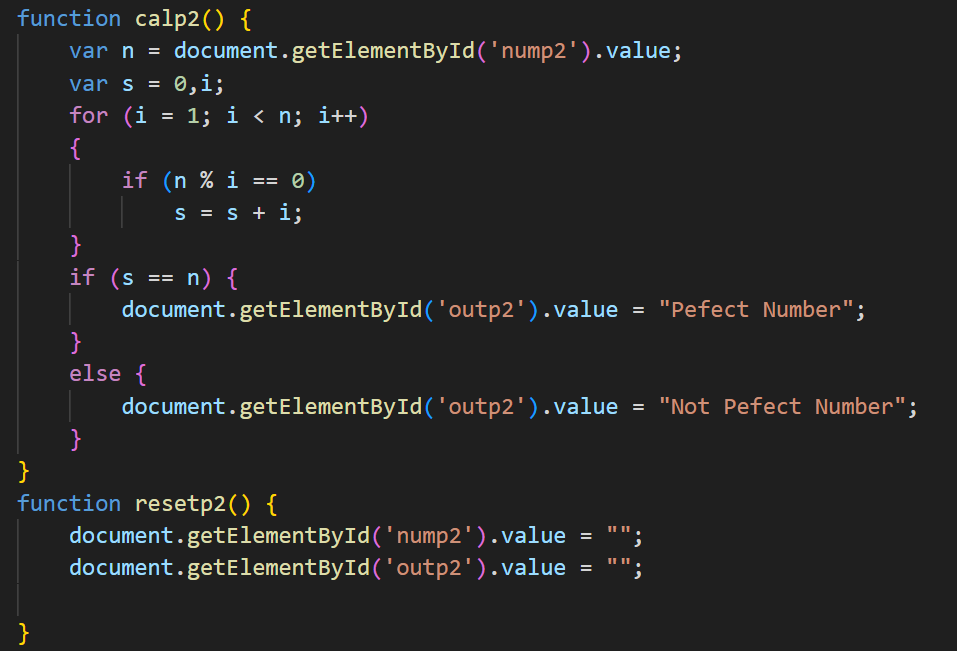 function calp2() {
    var n = document.getElementById('nump2').value;
    var s = 0,i;
    for (i = 1; i < n; i++)
    {
        if (n % i == 0)
            s = s + i;
    }
    if (s == n) {
        document.getElementById('outp2').value = "Pefect Number";
    }
    else {
        document.getElementById('outp2').value = "Not Pefect Number";
    }
}
function resetp2() {
    document.getElementById('nump2').value = "";
    document.getElementById('outp2').value = "";

}